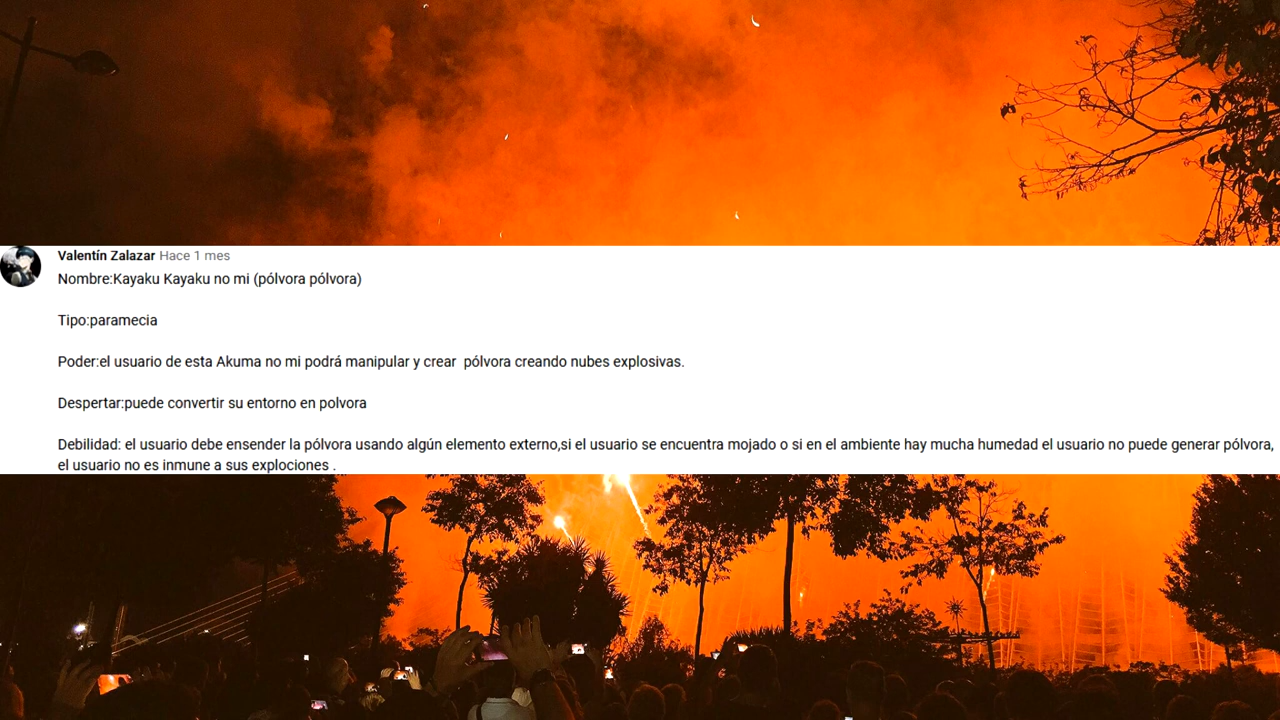 Valentín Zalazar Hace 1 mes
Nombre:Kayaku Kayaku no mi (pólvora pólvora)
Tipo:paramecia
Poder:el usuario de esta Akuma no mi podrá manipular y crear  pólvora creando nubes explosivas.
Despertar:puede convertir su entorno en polvora
Debilidad: el usuario debe ensender la pólvora usando algún elemento externo,si el usuario se encuentra mojado o si en el ambiente hay mucha humedad el usuario no puede generar pólvora,
el usuario no es inmune a sus explociones .